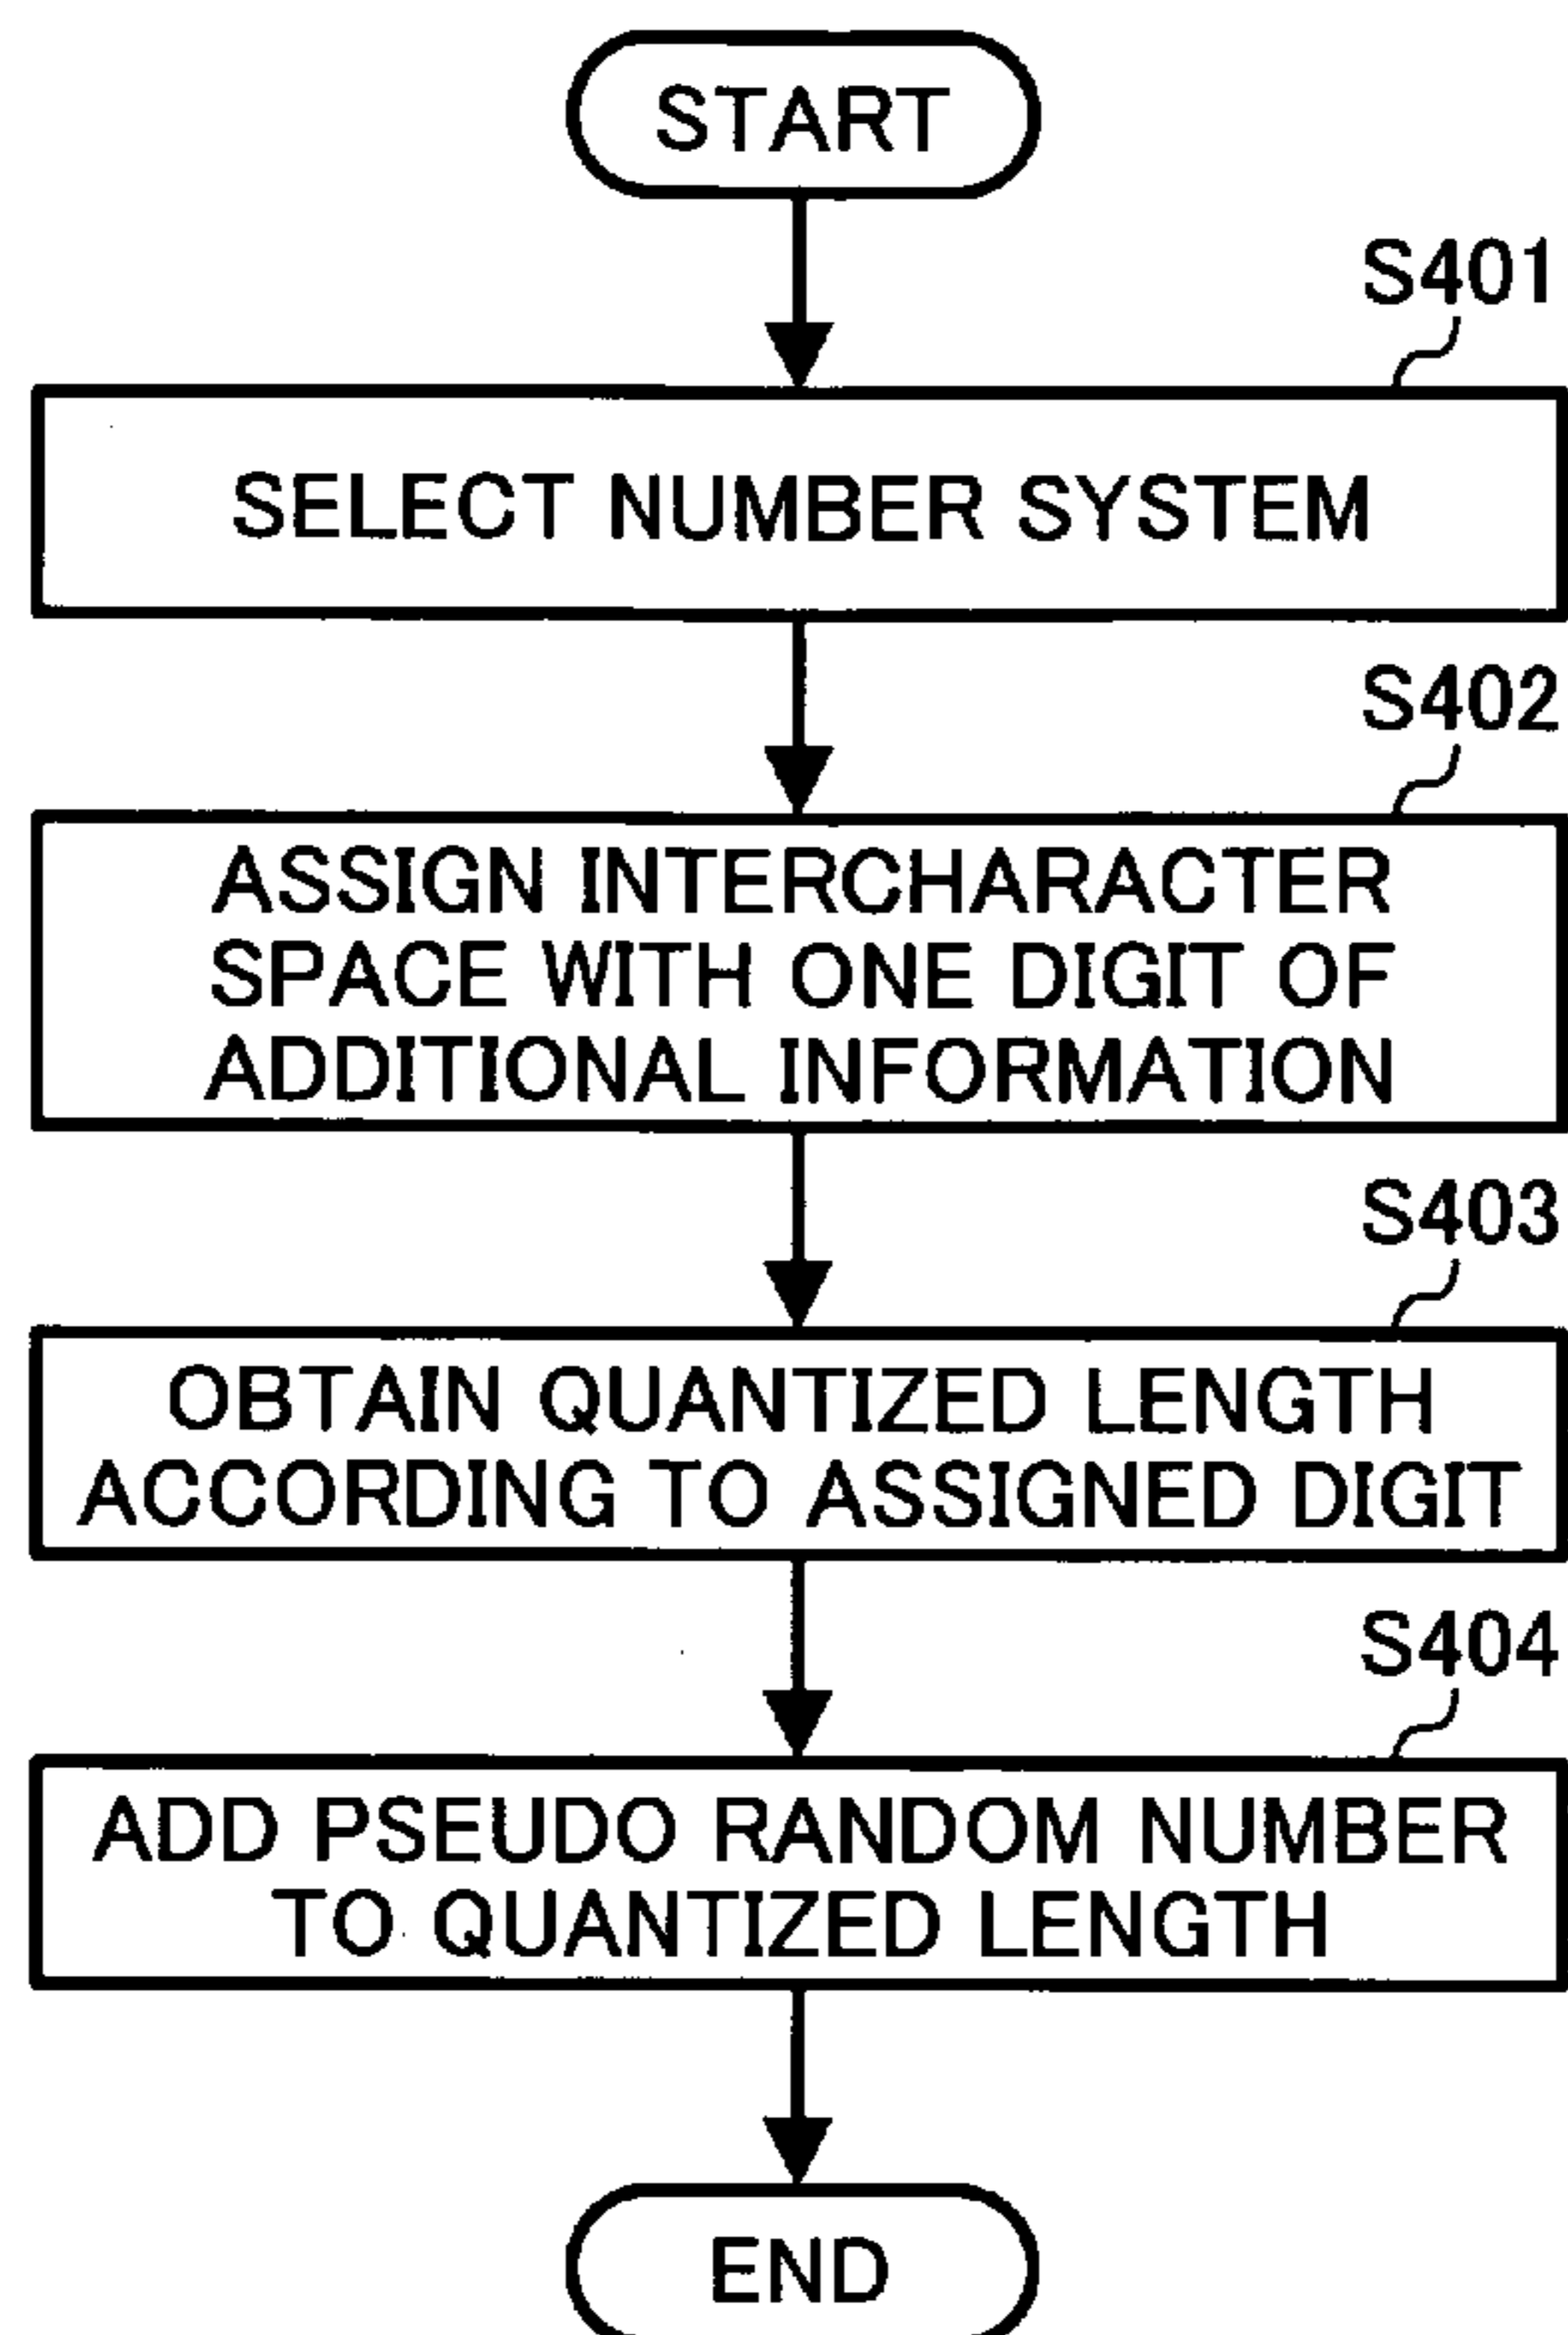 START
S401
SELECT NUMBER SYSTEM
S402
ASSIGN INTERCHARACTER
SPACE WITH ONE DIGIT OF
ADDITIONAL INFORMATION
S403
OBTAIN QUANTIZED LENGTH
ACCORDING TO ASSIGNED DIGIT
S404
ADD PSEUDO RANDOM NUMBER
TO QUANTIZED LENGTH
END